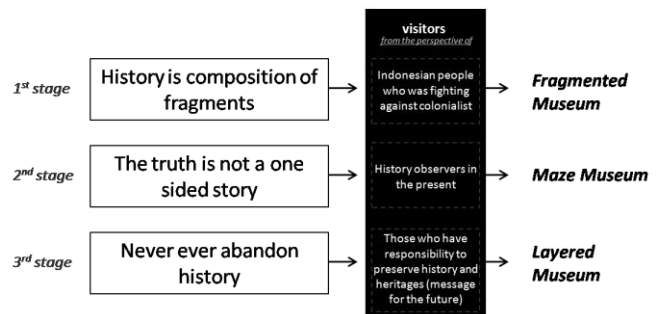 visitors
from the perspective of
1st stage
History is composition of
fragments
Indonesian people
who was fighting
against colonialist
Fragmented
Museum
2nd stage
The truth is not a one
sided story
History observers in
the present
Maze Museum
3rd stage
Never ever abandon
history
Those who have
responsibility to
preserve history and
heritages (message
for the future)
Layered
Museum